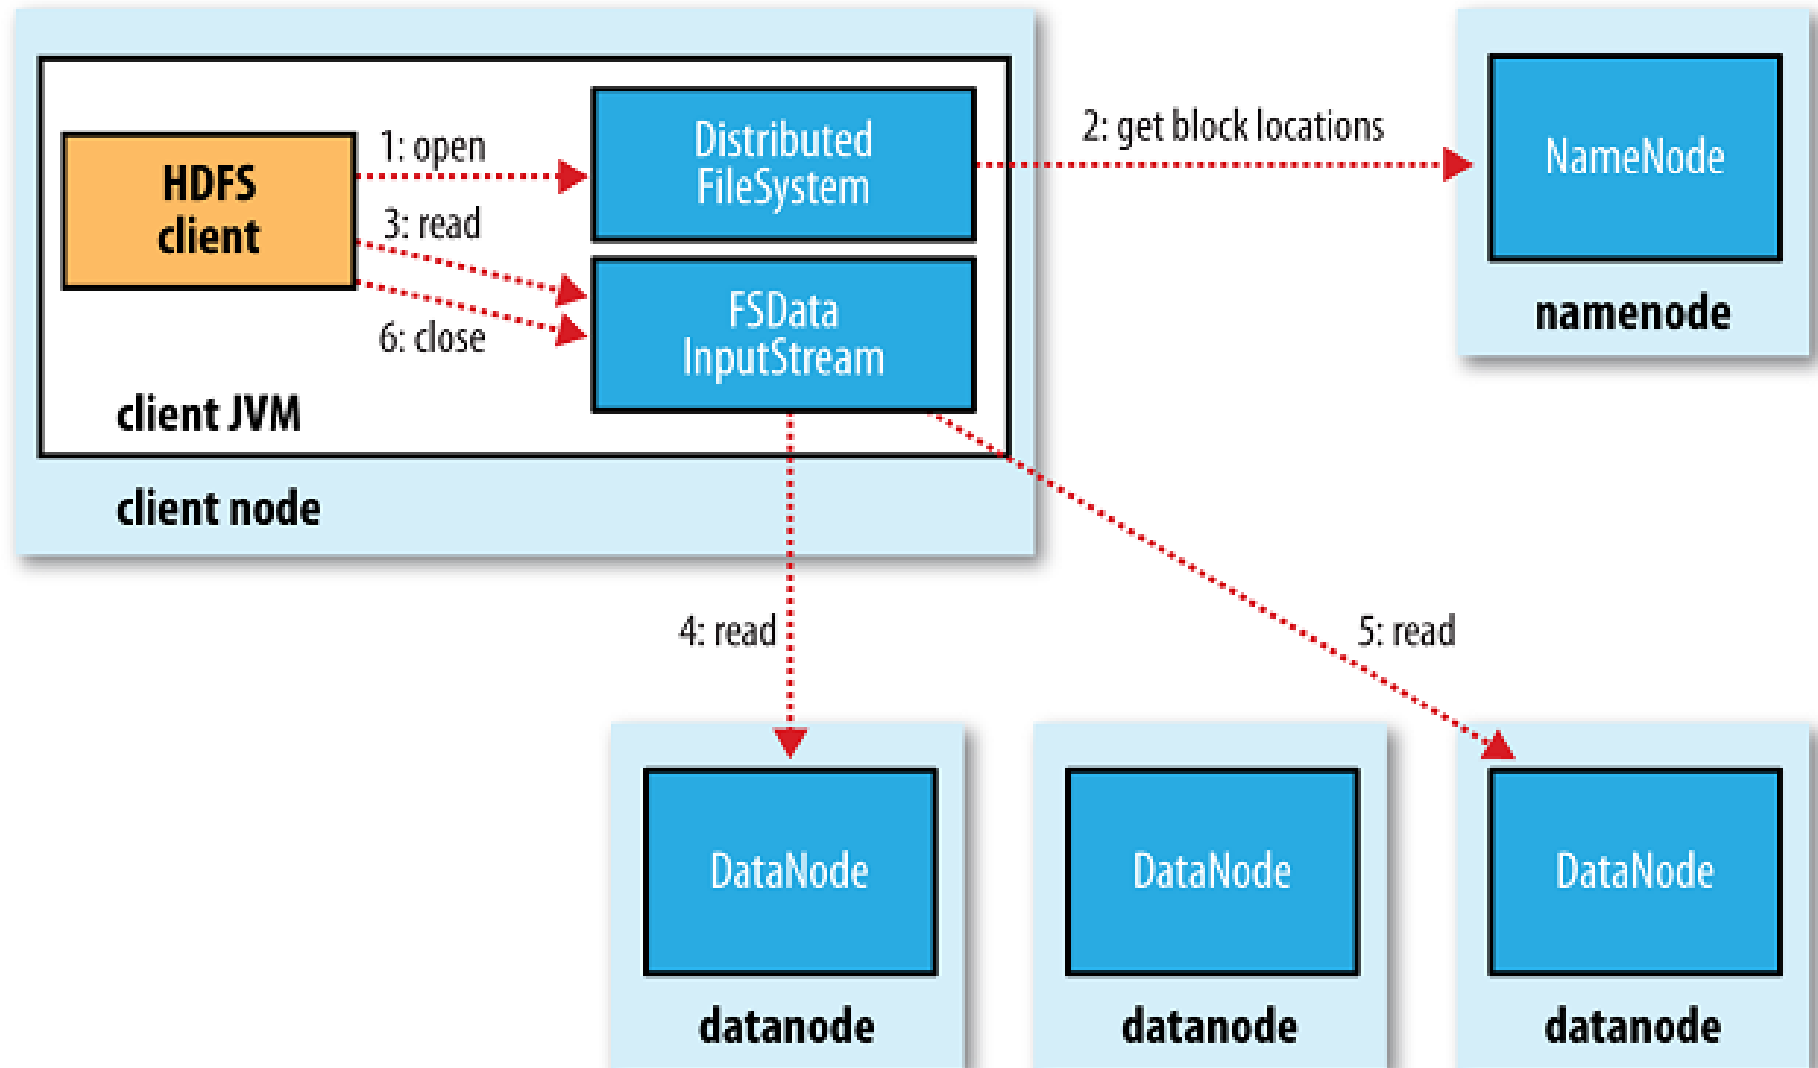 HDFS
client
1: open
3: read
6: close
Distributed
FileSystem
FSData
InputStream
client JVM
client node
2: get block locations
NameNode
namenode
4: read
5: read
DataNode
datanode
DataNode
datanode
DataNode
datanode